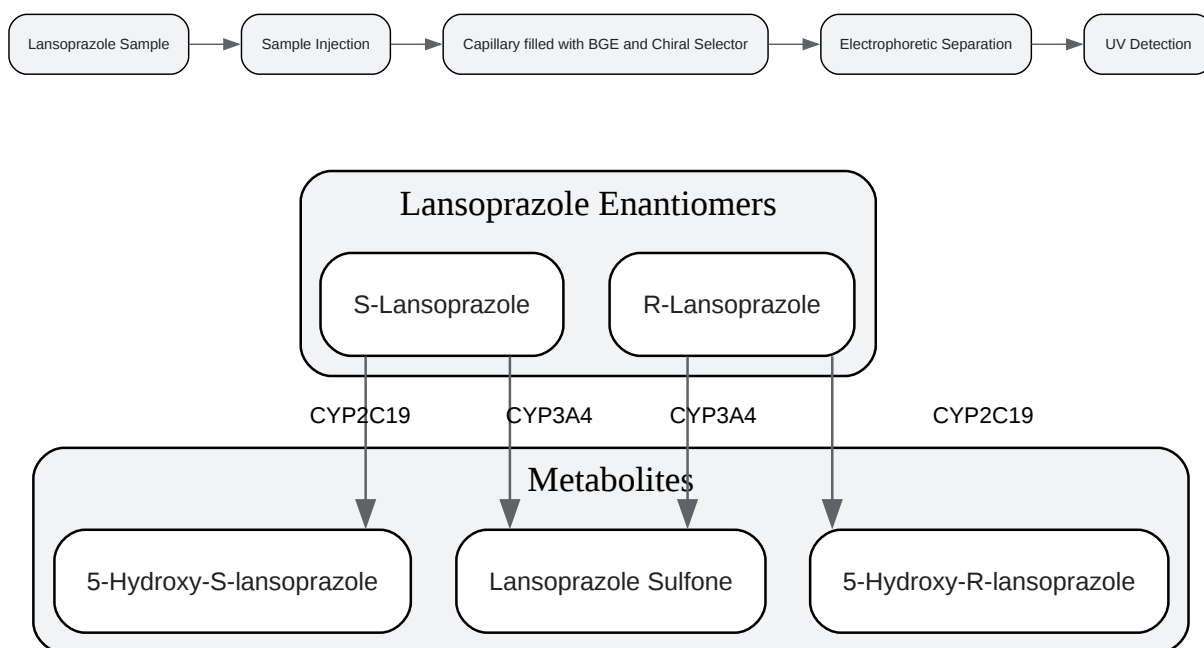 Lansoprazole Sample
Sample Injection
Capillary filled with BGE and Chiral Selector
Electrophoretic Separation
UV Detection
Lansoprazole Enantiomers
S-Lansoprazole
R-Lansoprazole
CYP2C19
CYP3A4
CYP3A4
CYP2C19
Metabolites
5-Hydroxy-S-lansoprazole
Lansoprazole Sulfone
5-Hydroxy-R-lansoprazole